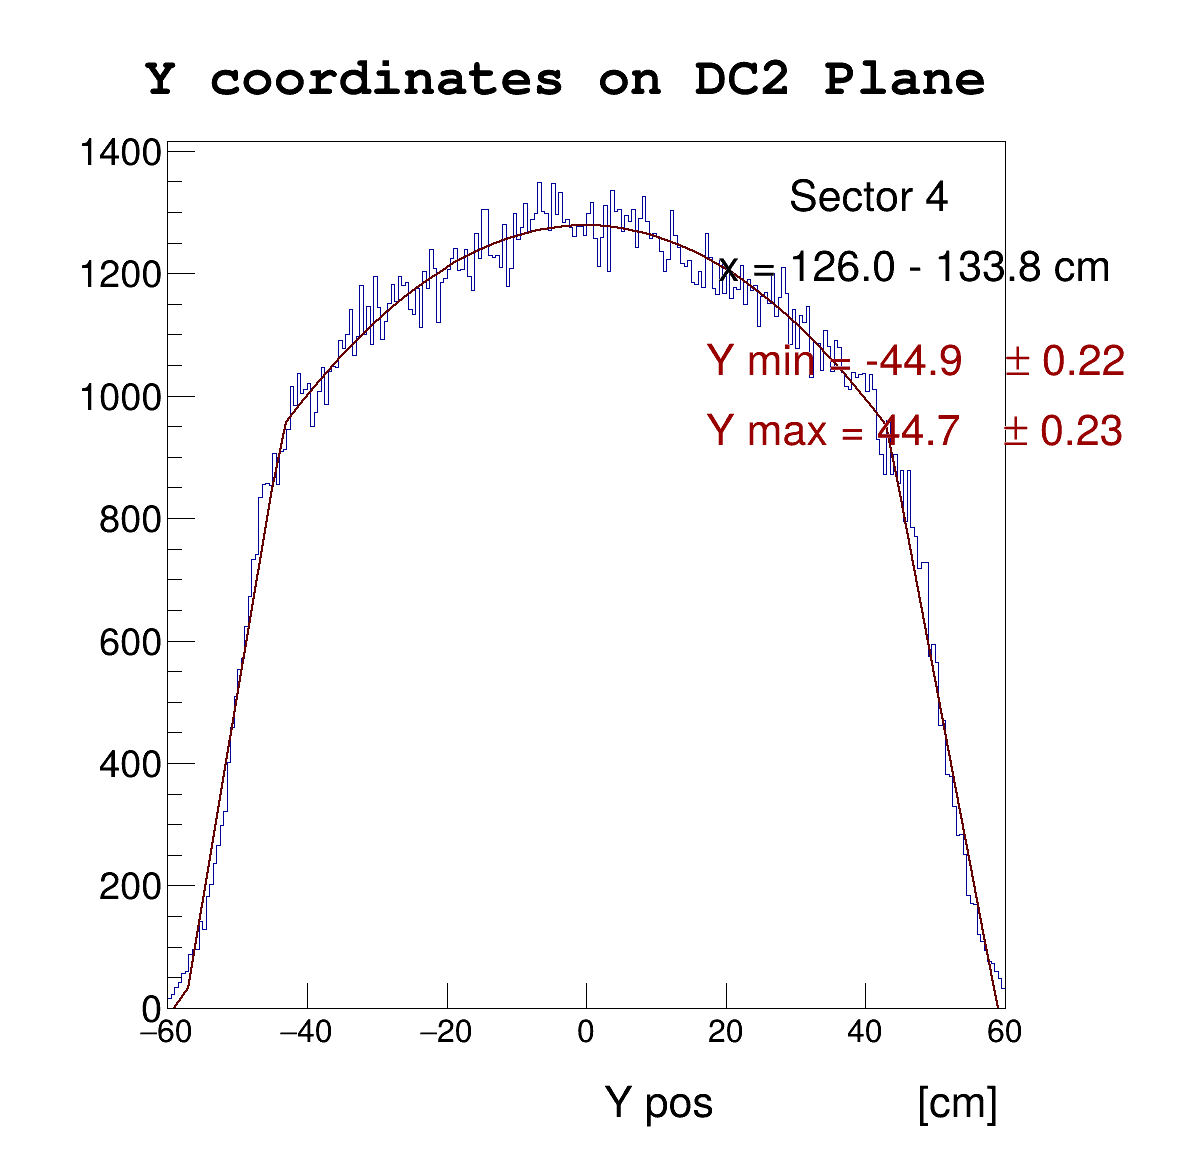 Y coordinates on DC2 Plane
1400
Sector 4
1200
x = 126.0 - 133.8 cm
Y min = -44.9 ± 0.22
1000
Y max = 44.7 ± 0.23
800
600
400
200
0
−60 −40 −20 0 20 40 60
Y pos [cm]